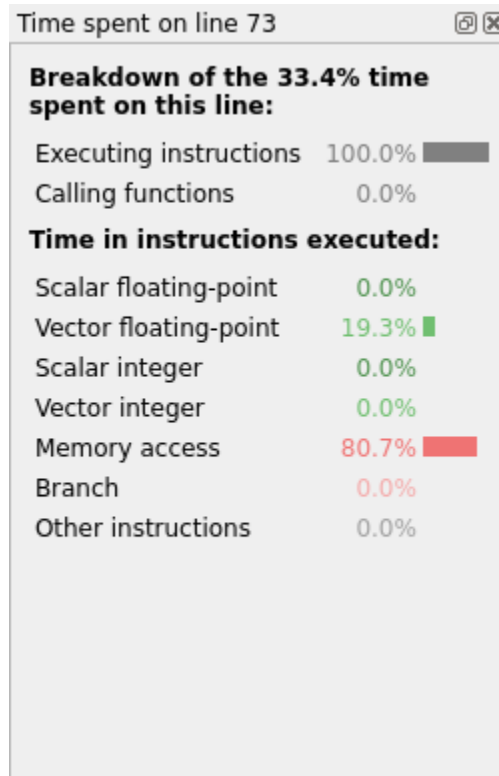 Time spent on line 73
Breakdown of the 33.4% time
spent on this line:
Executing instructions 100.0%
Calling functions 0.0%
Time in instructions executed:
Scalar floating-point 0.0%
Vector floating-point 19.3%
Scalar integer 0.0%
Vector integer 0.0%
Memory access 80.7%
Branch 0.0%
Other instructions 0.0%